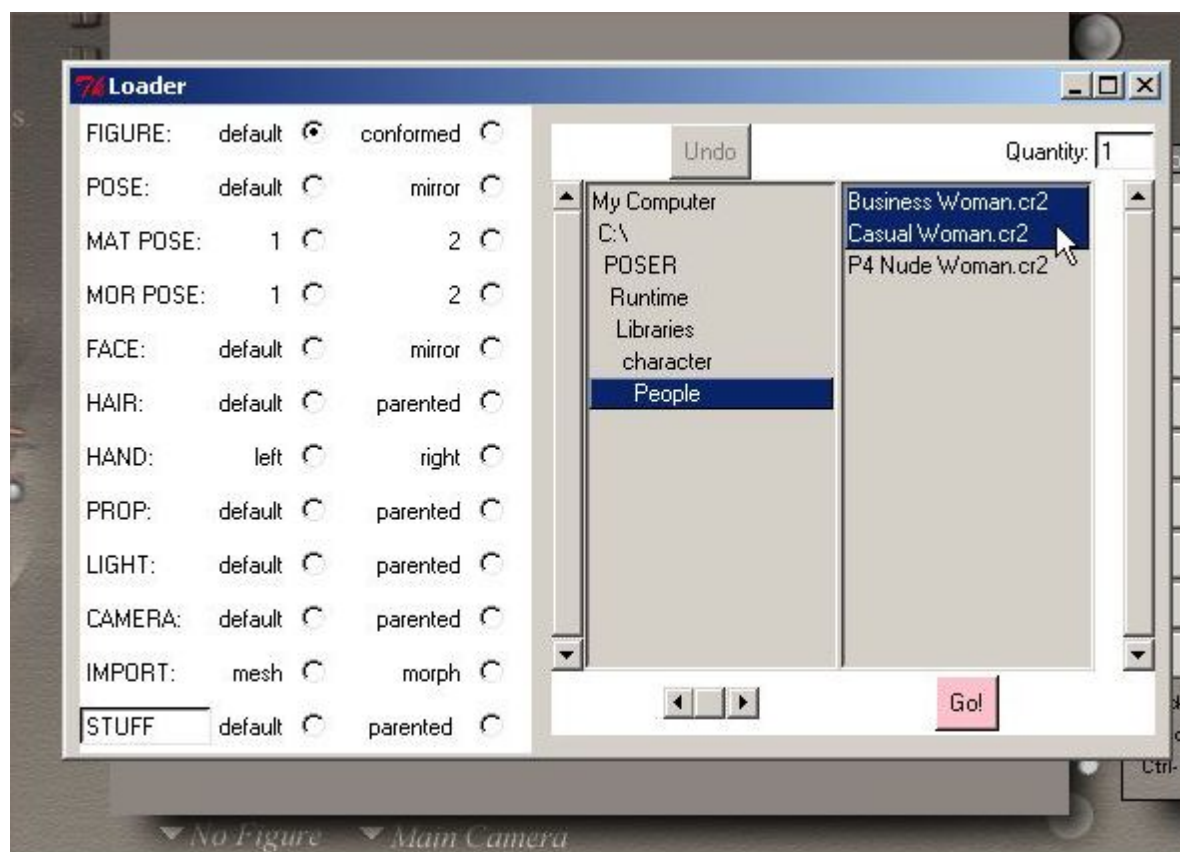 Loader
FIGURE: default conformed
POSE: default mirror
MAT POSE: 1 2
MOR POSE: 1 2
FACE: default mirror
HAIR: default parented
HAND: left right
PROP: default parented
LIGHT: default parented
CAMERA: default parented
IMPORT: mesh morph
STUFF default parented
Undo
Quantity: 1
My Computer
C:\
POSER
Runtime
Libraries
character
People
Business Woman.cr2
Casual Woman.cr2
P4 Nude Woman.cr2
Go!
Ctrl-
No Figure Main Camera